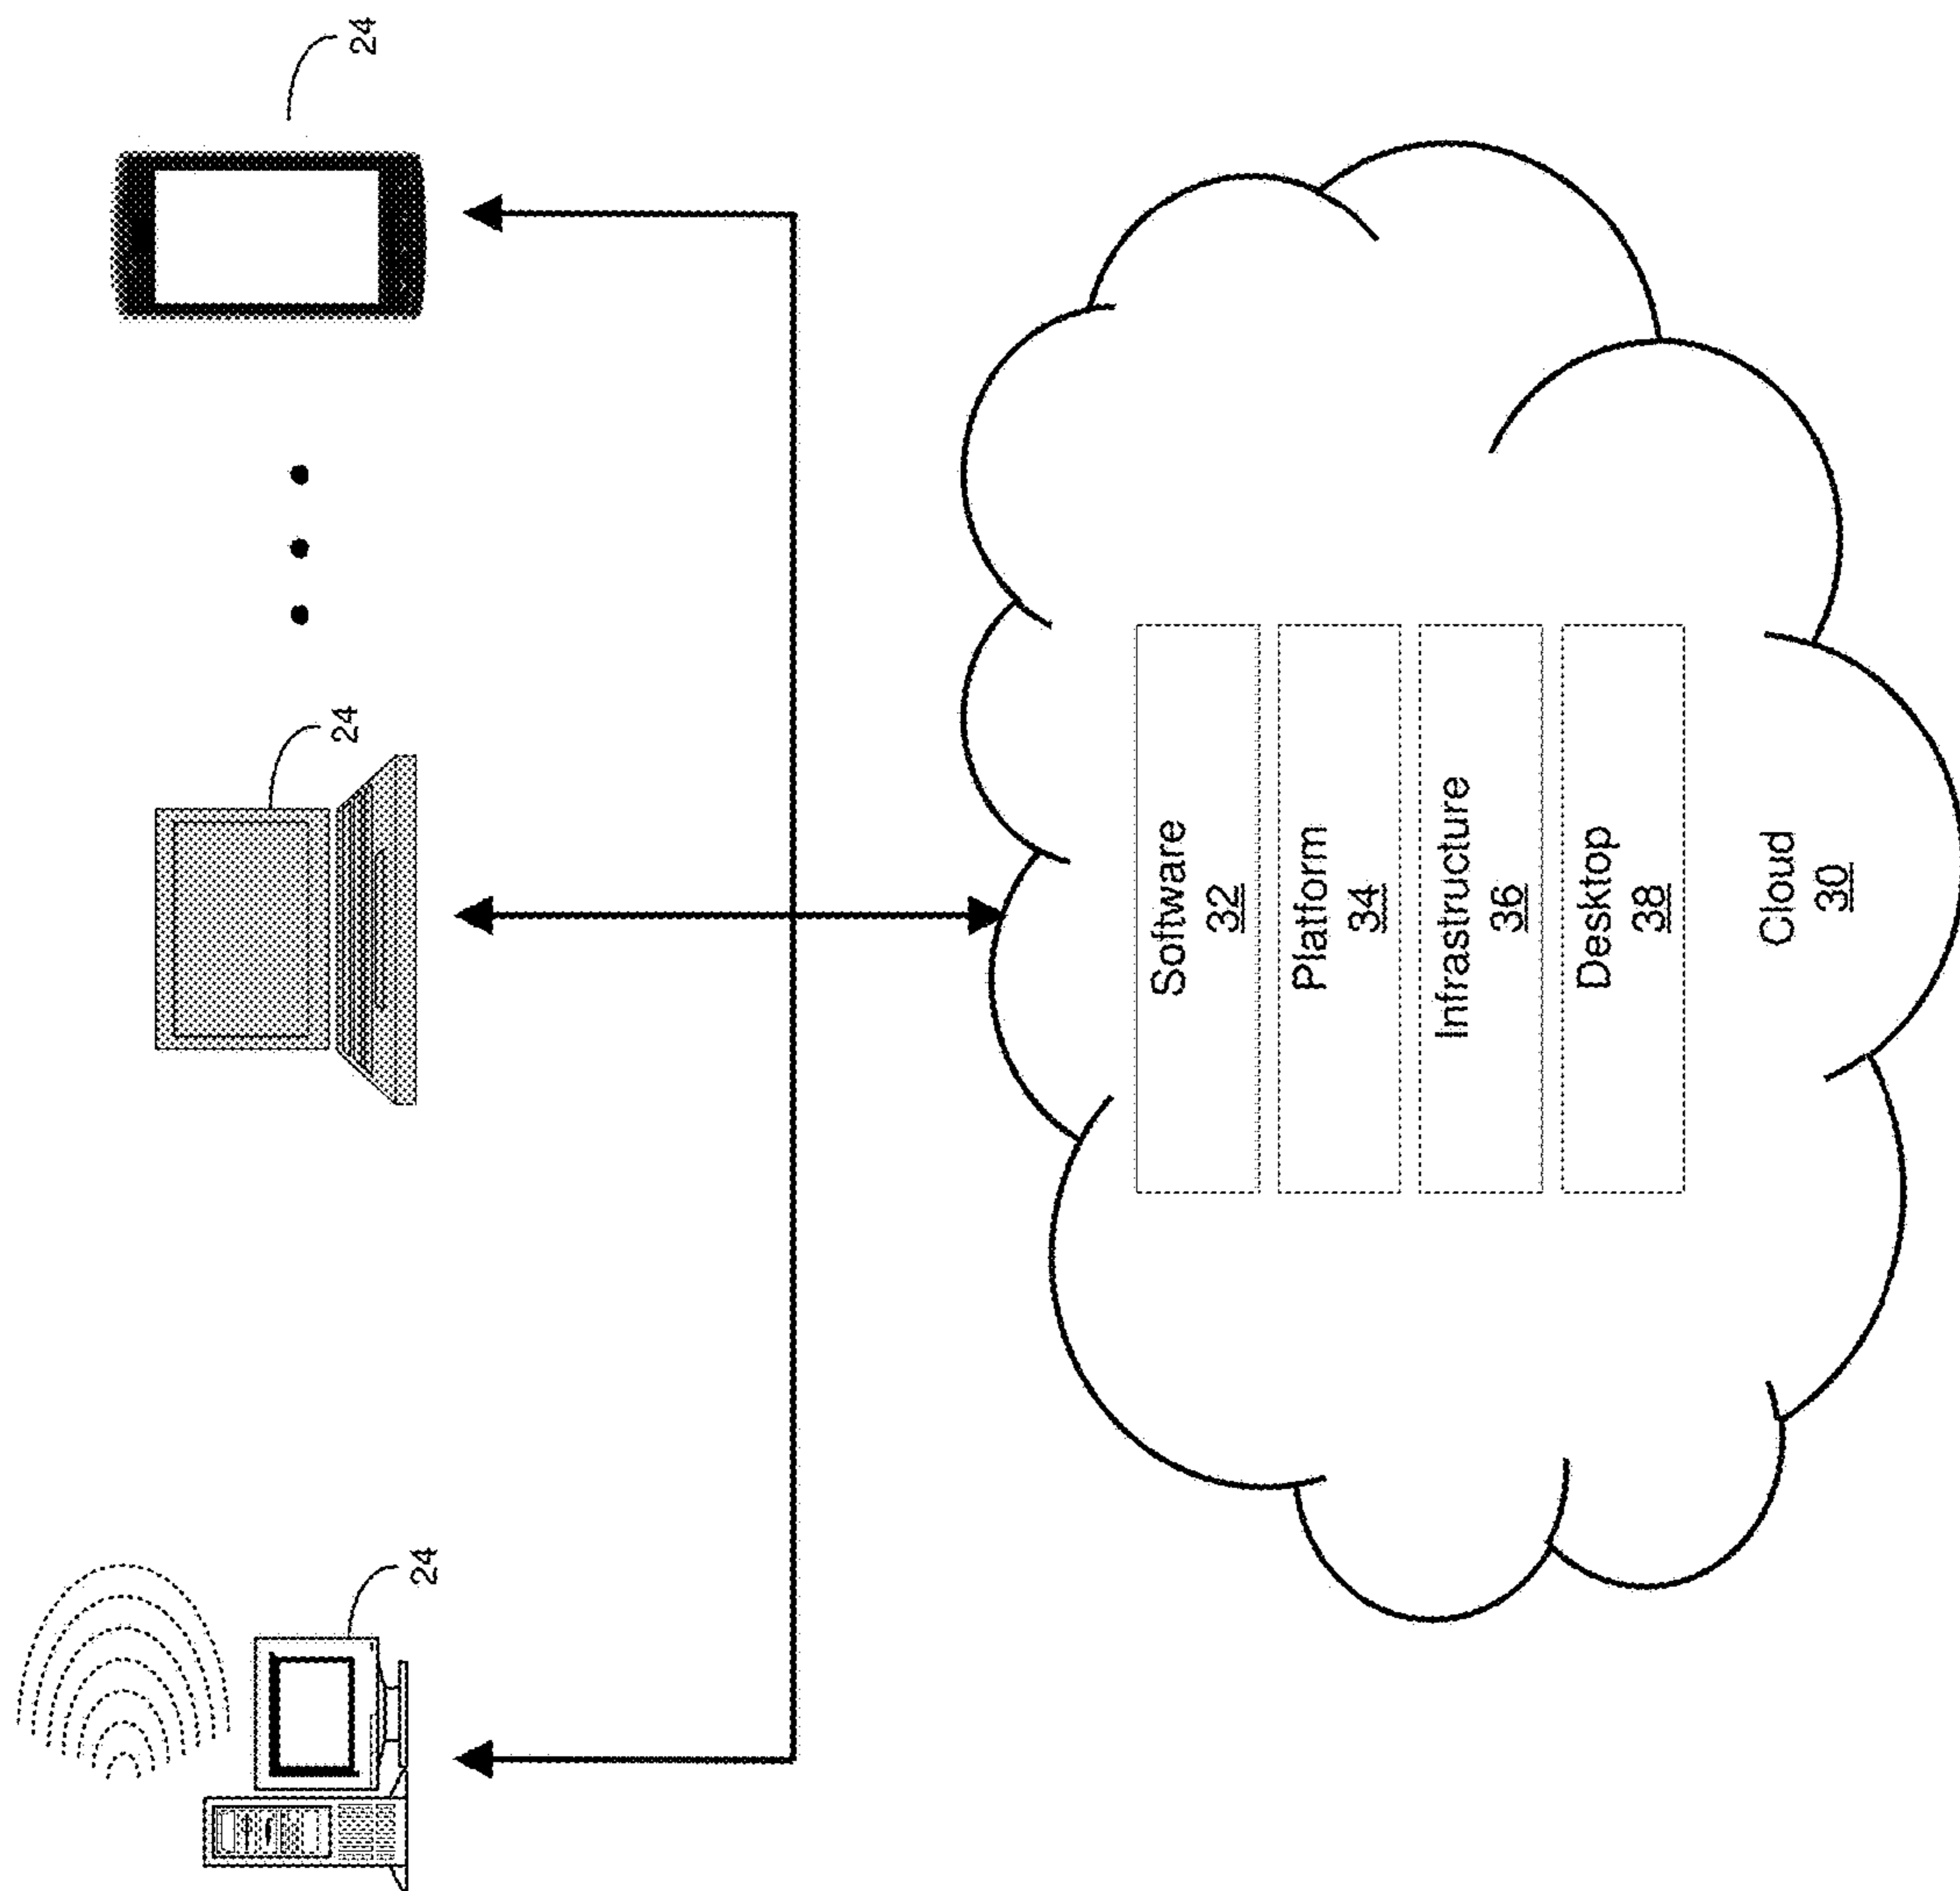 24
24
24
Software
32
Platform
34
Infrastructure
36
Desktop
38
Cloud
30